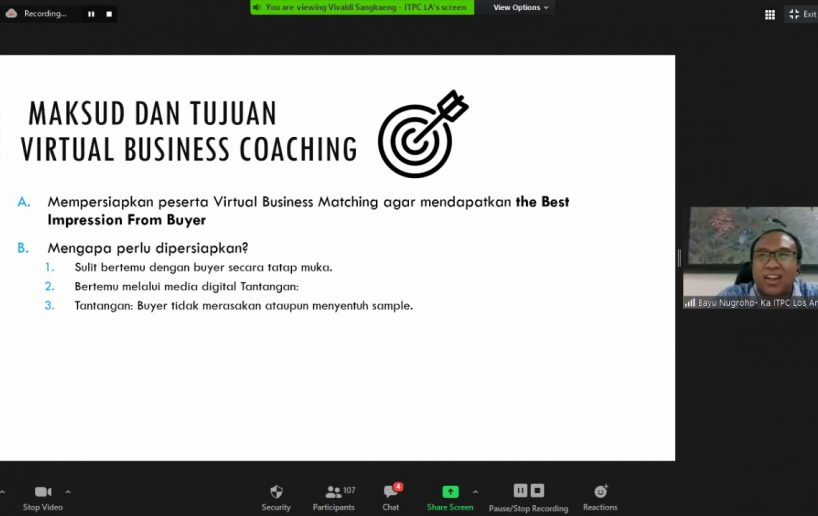 Recording...
You are viewing Vivaldi Sangkaeng - ITPC LA's screen
View Options
Exit
MAKSUD DAN TUJUAN
VIRTUAL BUSINESS COACHING
A. Mempersiapkan peserta Virtual Business Matching agar mendapatkan the Best
Impression From Buyer
B. Mengapa perlu dipersiapkan?
1. Sulit bertemu dengan buyer secara tatap muka.
2. Bertemu melalui media digital Tantangan:
3. Tantangan: Buyer tidak merasakan ataupun menyentuh sample.
Bayu Nugroho- Ka ITPC Los
107
4
Stop Video
Security
Participants
Chat
Share Screen
Pause/Stop Recording
Reactions